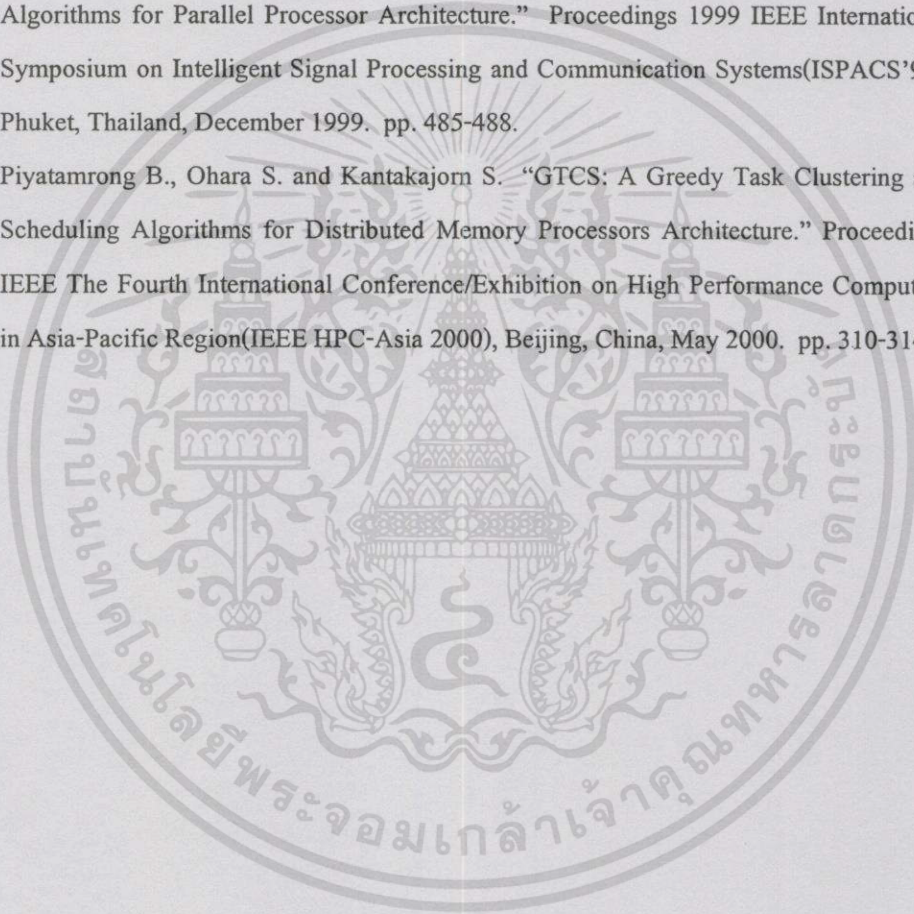 Algorithms for Parallel Processor Architecture.” Proceedings 1999 IEEE Internatio
Symposium on Intelligent Signal Processing and Communication Systems(ISPACS’9
Phuket, Thailand, December 1999. pp. 485-488.
Piyatamrong B., Ohara S. and Kantakajorn S. “GTCS: A Greedy Task Clustering
Scheduling Algorithms for Distributed Memory Processors Architecture.” Proceedi
IEEE The Fourth International Conference/Exhibition on High Performance Comput
in Asia-Pacific Region(IEEE HPC-Asia 2000), Beijing, China, May 2000. pp. 310-314
สถาบันเทคโนโลยีพระจอมเกล้าเจ้าคุณทหารลาดกระบัง